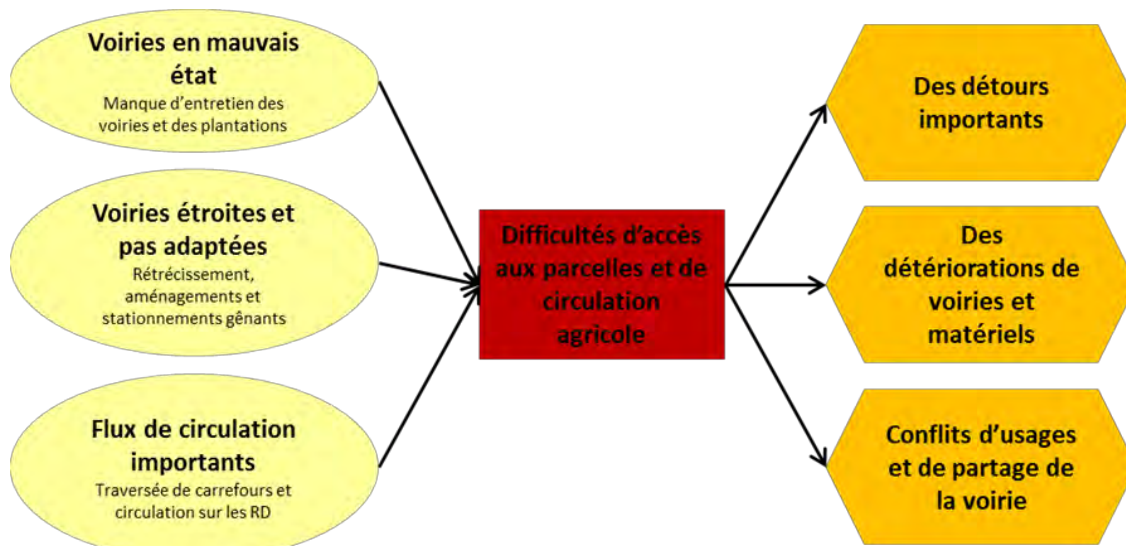 Voiries en mauvais
état
Manque d'entretien des
voiries et des plantations
Voiries étroites et
pas adaptées
Rétrécissement,
aménagements et
stationnements gênants
Flux de circulation
importants
Traversée de carrefours et
circulation sur les RD
Difficultés d'accès
aux parcelles et de
circulation
agricole
Des détours
importants
Des
détériorations de
voiries et
matériels
Conflits d'usages
et de partage de
la voirie